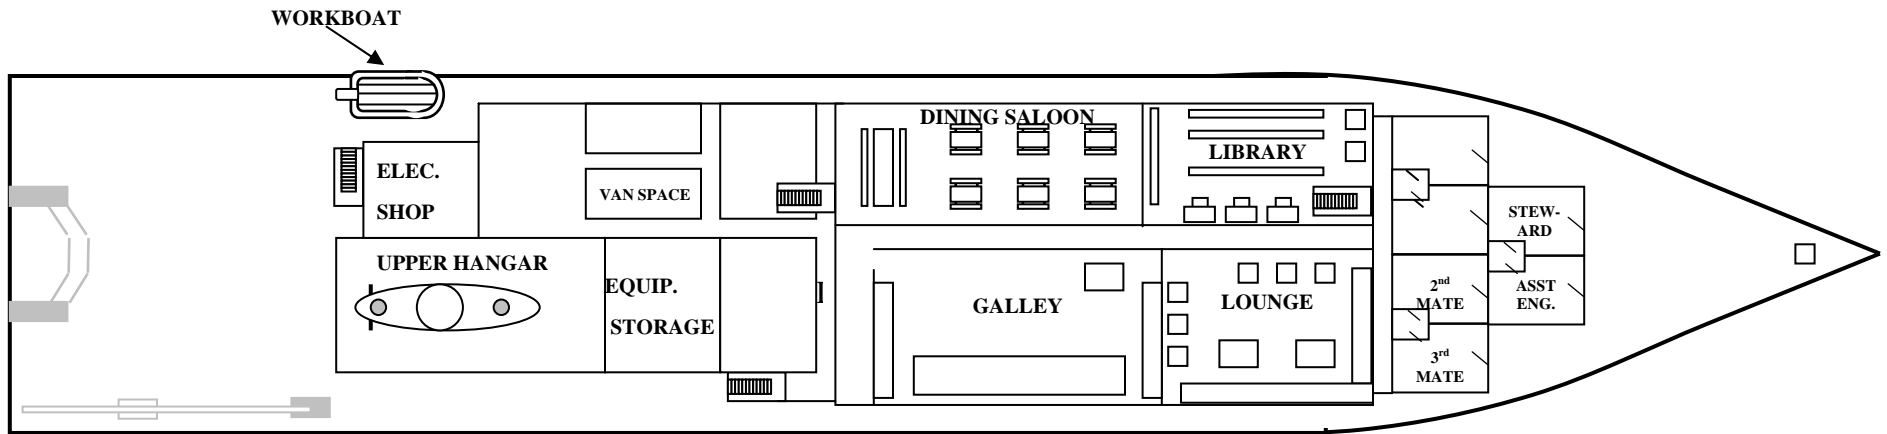 WORKBOAT
DINING SALOON
LIBRARY
ELEC.
SHOP
VAN SPACE
STEW-
ARD
UPPER HANGAR
EQUIP.
STORAGE
GALLEY
LOUNGE
2nd
MATE
ASST
ENG.
3rd
MATE